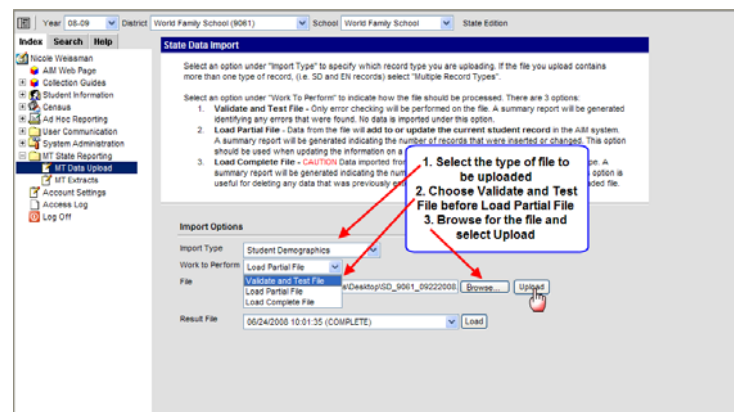 Year 08-09 District World Family School (9061) School World Family School State Edition
Index Search Help
State Data Import
Nicole Weissman
AIM Web Page
Collection Guides
Student Information
Census
Ad Hoc Reporting
User Communication
System Administration
MT State Reporting
MT Data Upload
MT Extracts
Account Settings
Access Log
Log Off
Select an option under "Import Type" to specify which record type you are uploading. If the file you upload contains
more than one type of record, (i.e. SD and EN records) select "Multiple Record Types".
Select an option under "Work To Perform" to indicate how the file should be processed. There are 3 options:
1. Validate and Test File - Only error checking will be performed on the file. A summary report will be generated
identifying any errors that were found. No data is imported under this option.
2. Load Partial File - Data from the file will add to or update the current student record in the AIM system.
A summary report will be generated indicating the number of records that were inserted or changed. This option
should be used when updating the information on a
3. Load Complete File - CAUTION Data imported from pe. A
summary report will be generated indicating the num option is
useful for deleting any data that was previously ded file.
1. Select the type of file to
be uploaded
2. Choose Validate and Test
File before Load Partial File
3. Browse for the file and
select Upload
Import Options
Import Type Student Demographics
Work to Perform Load Partial File
Validate and Test File
Load Partial File
Load Complete File
File s\Desktop\SD_9061_09222008. Browse... Upload
Result File 06/24/2008 10:01:35 (COMPLETE) Load